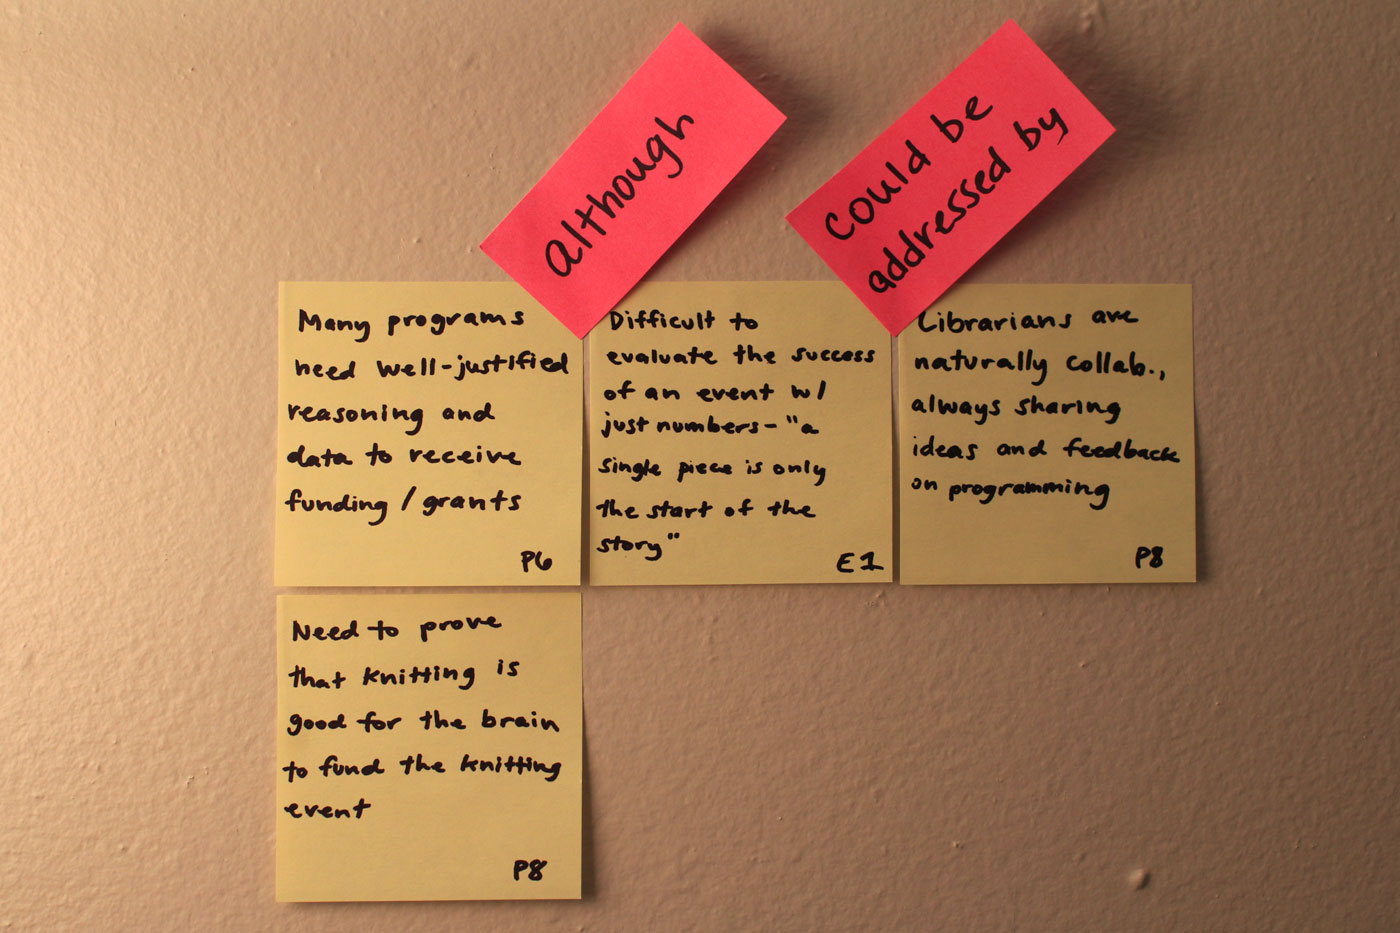 although
could be
addressed by
Many programs
need well-justified
reasoning and
data to receive
funding / grants
P6
Difficult to
evaluate the success
of an event w/
just numbers - "a
single piece is only
the start of the
story"
E1
Librarians are
naturally collab.,
always sharing
ideas and feedback
on programming
P8
Need to prove
that knitting is
good for the brain
to fund the knitting
event
P8